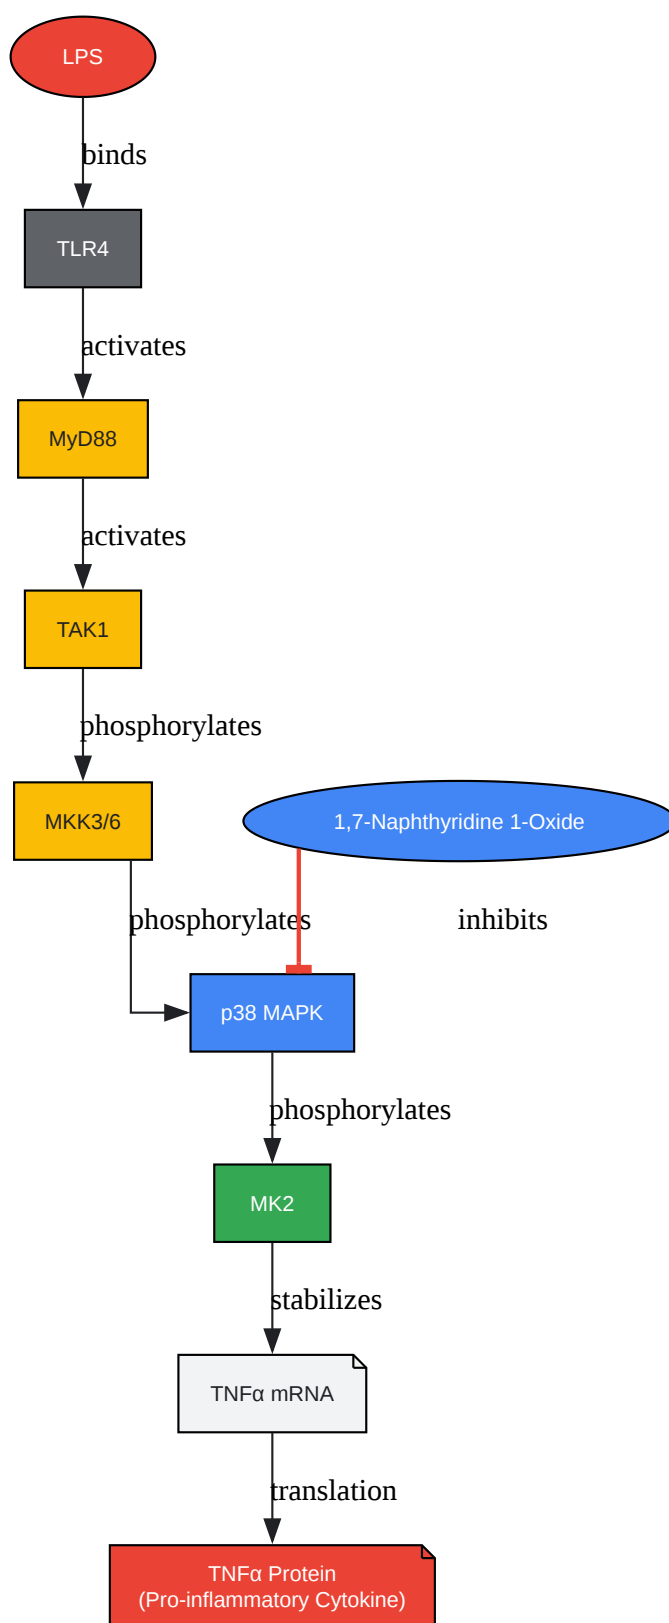 LPS
binds
TLR4
activates
MyD88
activates
TAK1
phosphorylates
MKK3/6
1,7-Naphthyridine 1-Oxide
phosphorylates
inhibits
p38 MAPK
phosphorylates
MK2
stabilizes
TNFα mRNA
translation
TNFα Protein
(Pro-inflammatory Cytokine)